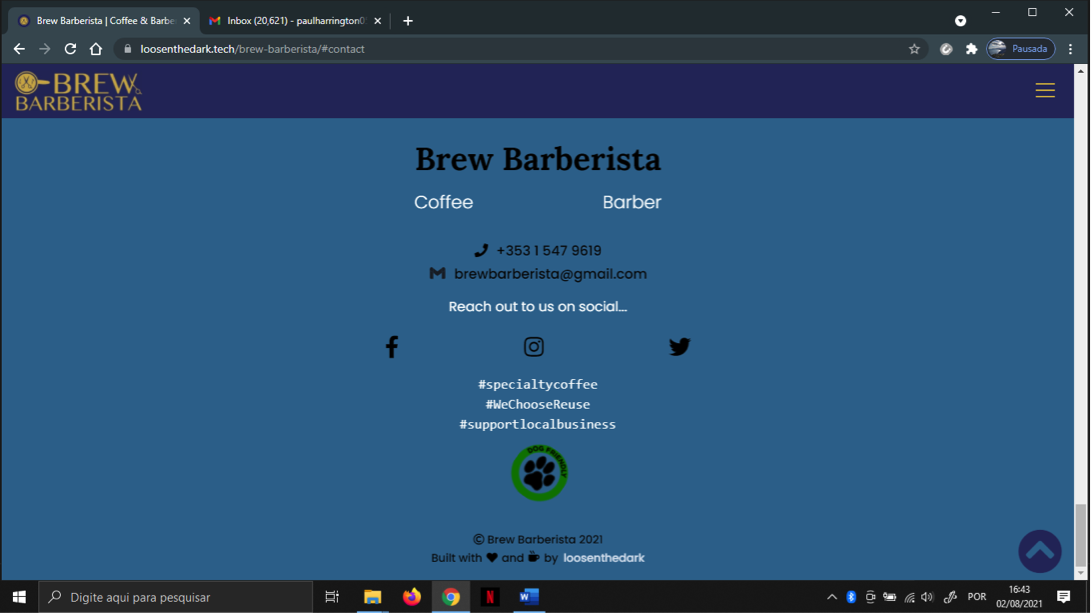 Brew Barberista | Coffee & Barbe
Inbox (20,621) - paulharrington0
loosenthedark.tech/brew-barberista/#contact
Pausada
BREW
BARBERISTA
Brew Barberista
Coffee Barber
+353 1 547 9619
brewbarberista@gmail.com
Reach out to us on social...
#specialtycoffee
#WeChooseReuse
#supportlocalbusiness
DOG FRIENDLY
© Brew Barberista 2021
Built with and by loosenthedark
Digite aqui para pesquisar
N
W
POR
16:43
02/08/2021